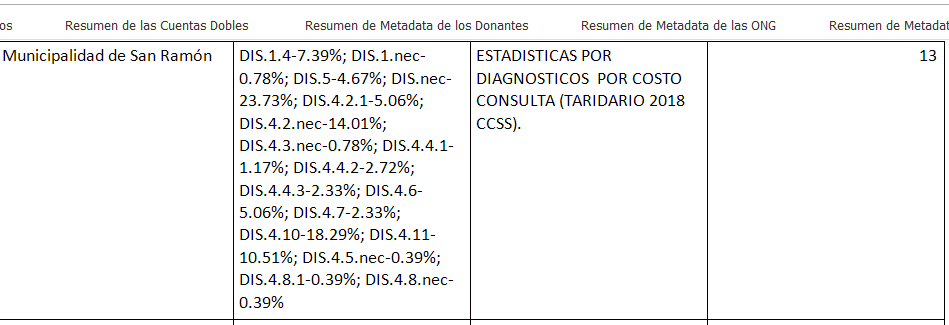 os Resumen de las Cuentas Dobles Resumen de Metadata de los Donantes Resumen de Metadata de las ONG Resumen de Metadat
Municipalidad de San Ramón
DIS.1.4-7.39%; DIS.1.nec-
0.78%; DIS.5-4.67%; DIS.nec-
23.73%; DIS.4.2.1-5.06%;
DIS.4.2.nec-14.01%;
DIS.4.3.nec-0.78%; DIS.4.4.1-
1.17%; DIS.4.4.2-2.72%;
DIS.4.4.3-2.33%; DIS.4.6-
5.06%; DIS.4.7-2.33%;
DIS.4.10-18.29%; DIS.4.11-
10.51%; DIS.4.5.nec-0.39%;
DIS.4.8.1-0.39%; DIS.4.8.nec-
0.39%
ESTADISTICAS POR
DIAGNOSTICOS  POR COSTO
CONSULTA (TARIDARIO 2018
CCSS).
13